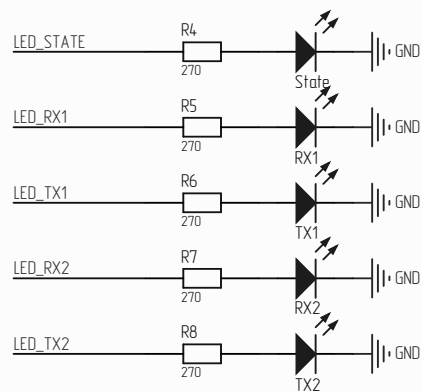 LED_STATE R4
270 State GND
LED_RX1 R5
270 RX1 GND
LED_TX1 R6
270 TX1 GND
LED_RX2 R7
270 RX2 GND
LED_TX2 R8
270 TX2 GND